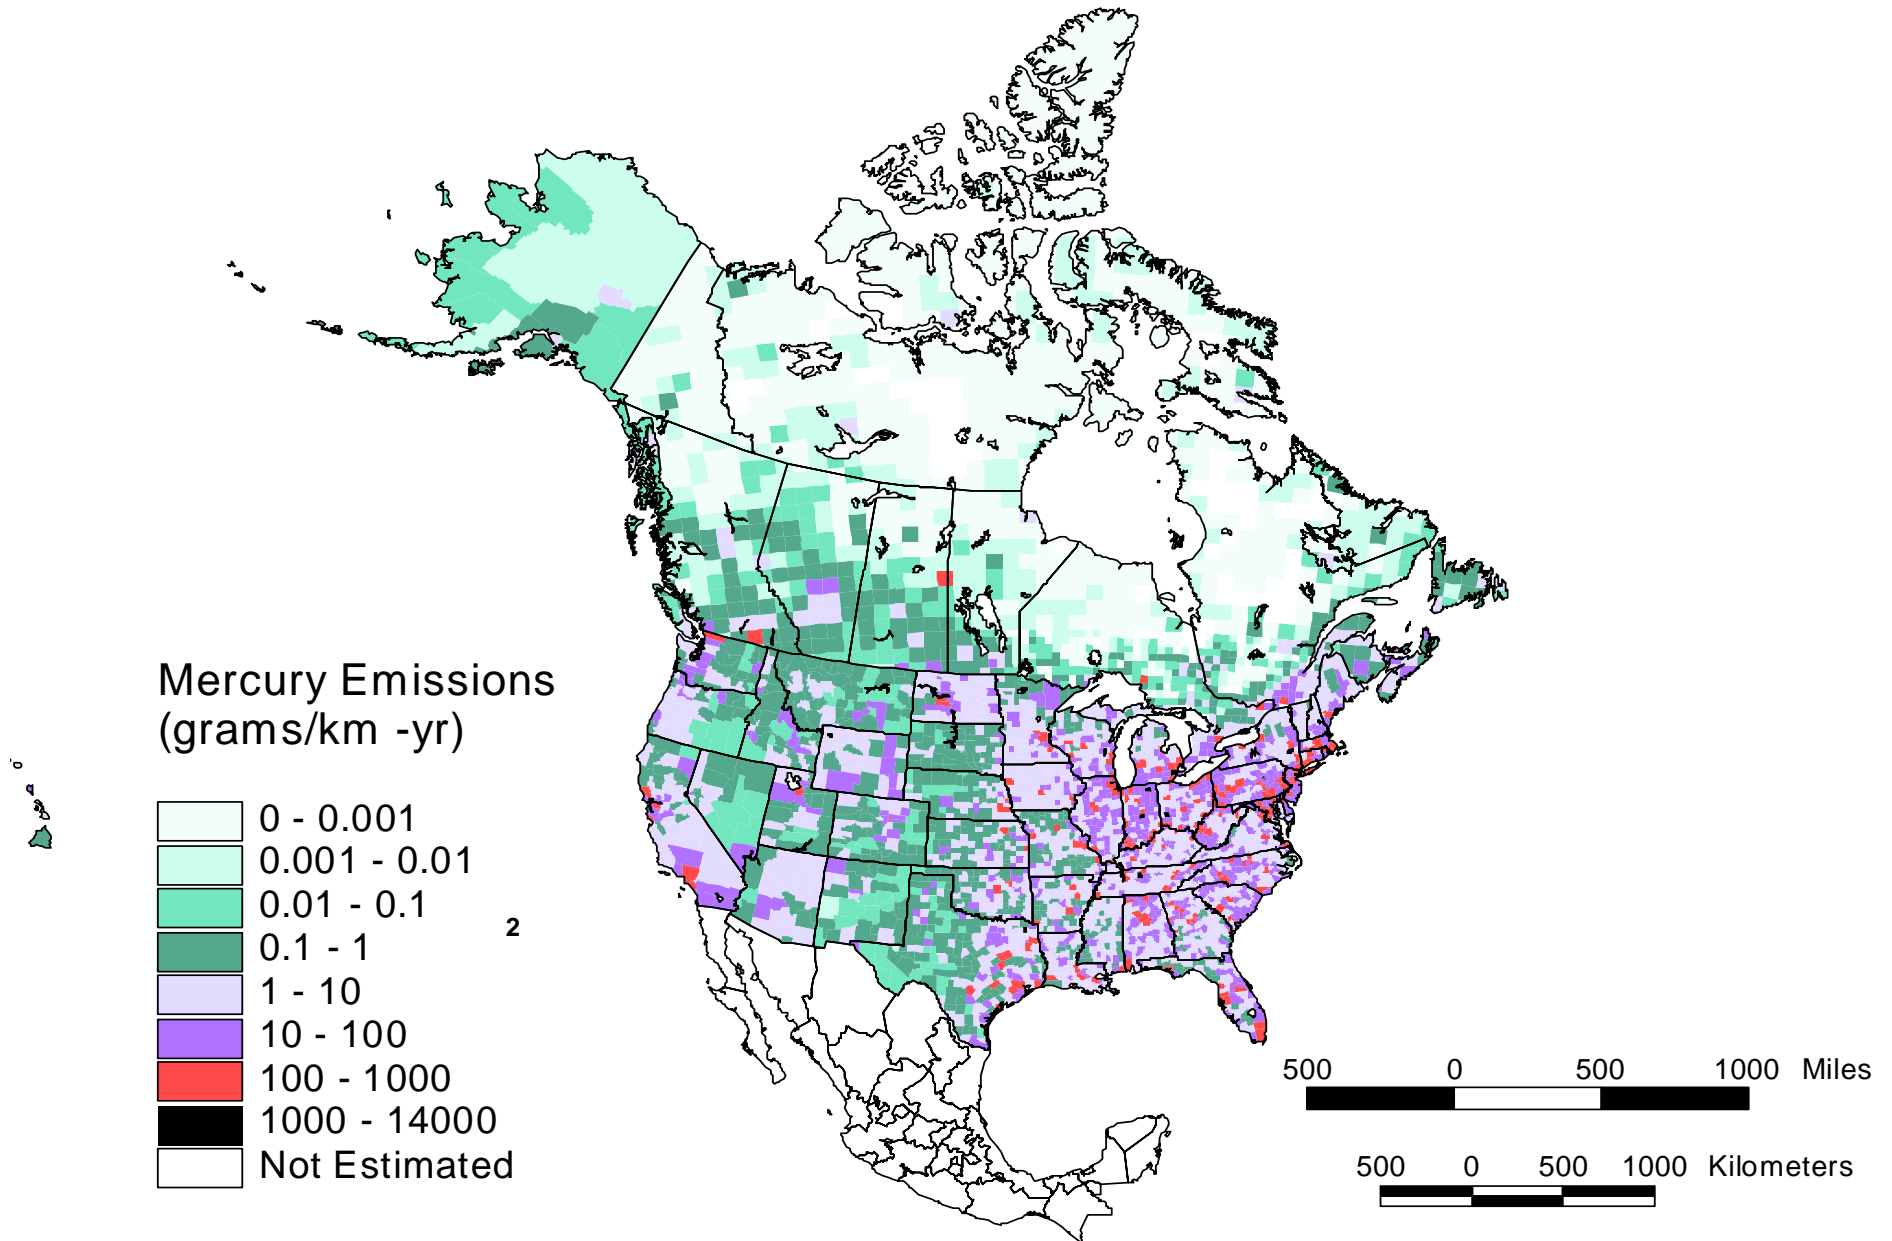 Mercury Emissions
(grams/km -yr)
2
0 - 0.001
0.001 - 0.01
0.01 - 0.1
0.1 - 1
1 - 10
10 - 100
100 - 1000
1000 - 14000
Not Estimated
500 0 500 1000 Miles
500 0 500 1000 Kilometers